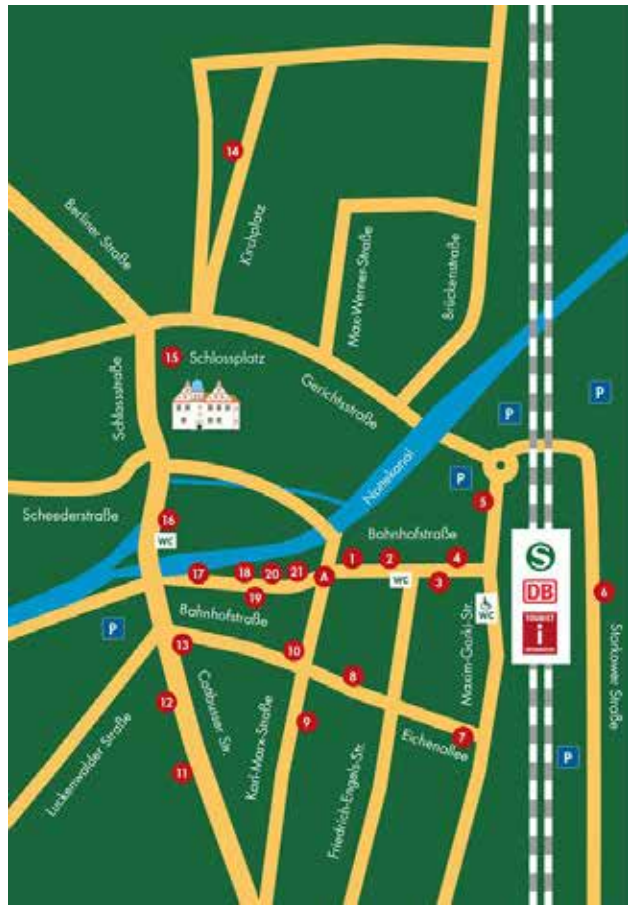 14
Kirchplatz
Berliner Straße
Max-Werner-Straße
Brückenstraße
15 Schlossplatz
Schlossstraße
Gerichtsstraße
P
P
Nottekanal
P
5
Scheederstraße
16
WC
Bahnhofstraße
1
2
4
S
DB
TOURIST
i
17
18
20
21
A
WC
3
6
19
Bahnhofstraße
WC
Maxim-Gorki-Str.
P
13
10
8
Storkower Straße
12
Cottbusser Str.
9
7
Eichenallee
Luckenwalder Straße
11
Karl-Marx-Straße
Friedrich-Engels-Str.
P